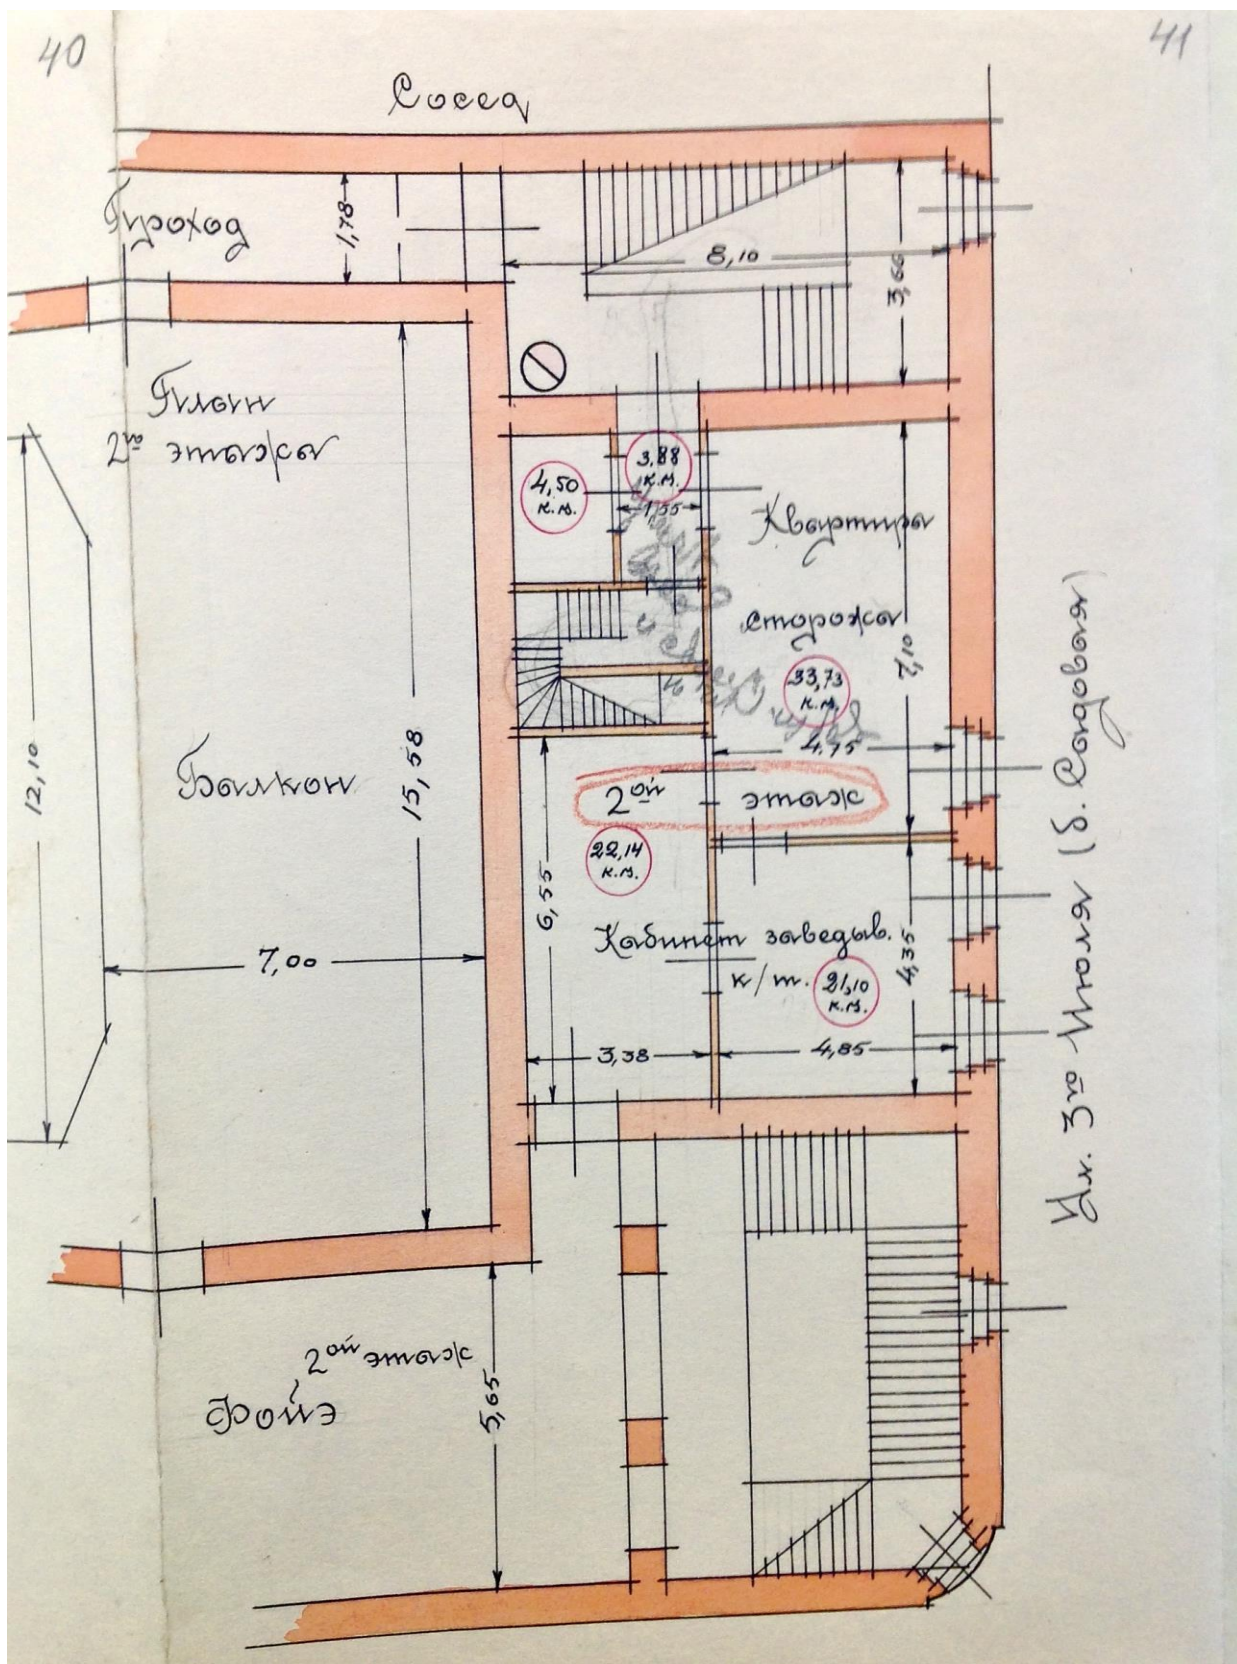 40
41
Сосед
Проход
1,78
8,10
3,60
План
2го этажа
4,50
к.м.
3,88
к.м.
1,55
Квартира
сторожа
33,73
к.м.
7,10
4,75
12,10
Балкон
15,58
2ой этаж
22,14
к.м.
6,55
Кабинет заведыв.
к/т.
21,10
к.м.
4,35
7,00
3,38
4,85
Ул. 3го Июля (б. Садовая)
2ой этаж
Фойэ
5,65